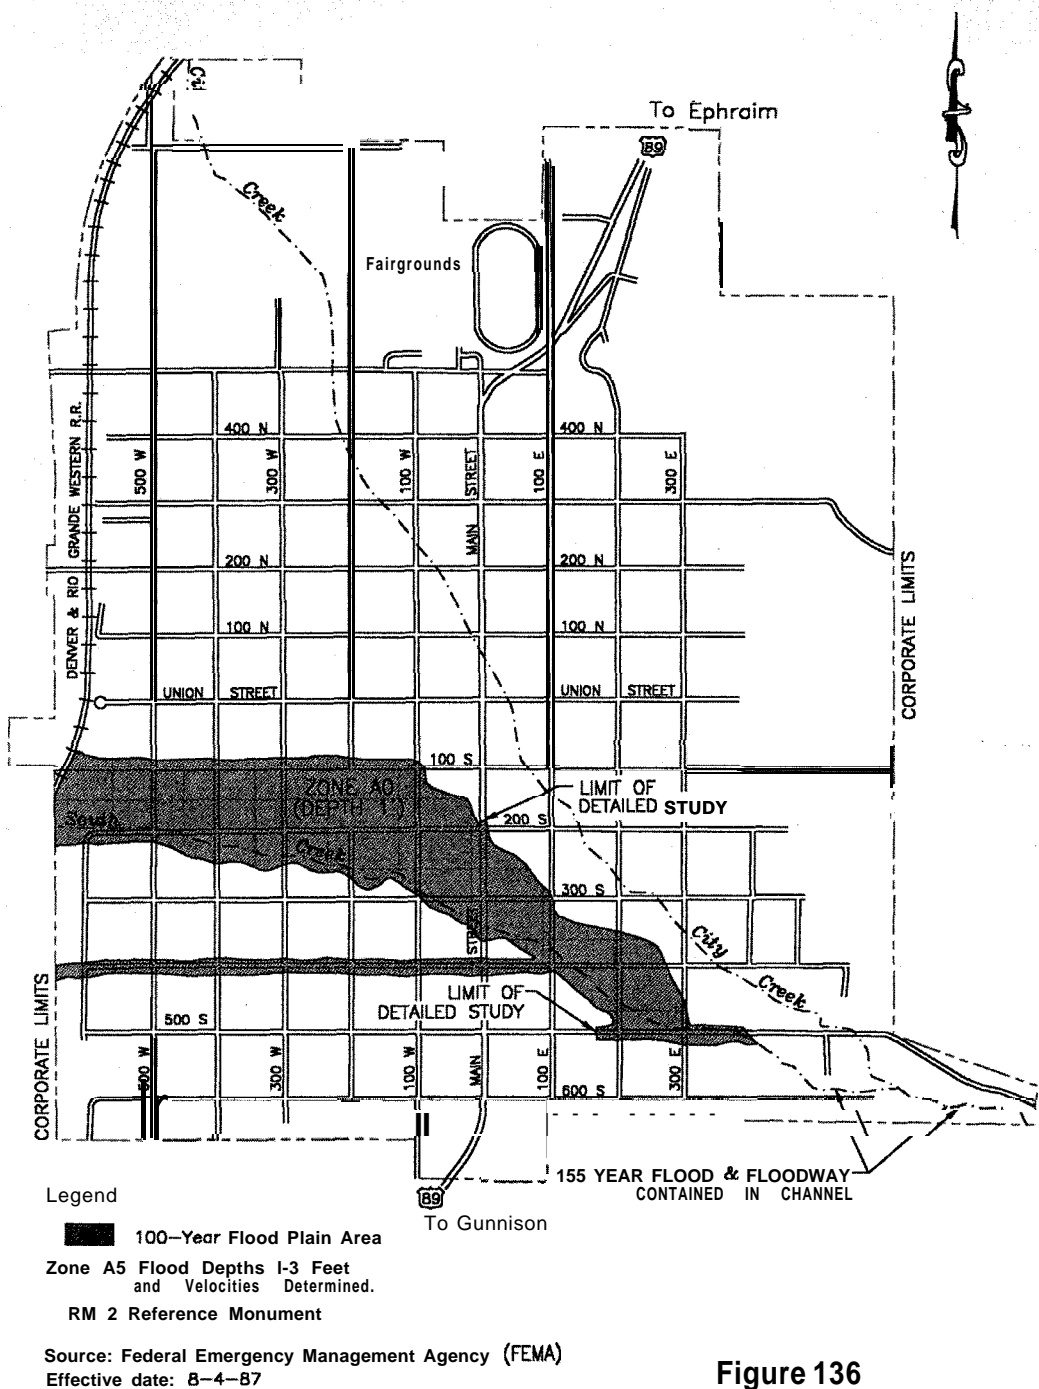 To Ephraim
89
Creek
Fairgrounds
DENVER & RIO GRANDE WESTERN R.R.
400 N
400 N
500 W
300 W
100 W
MAIN STREET
100 E
300 E
200 N
200 N
100 N
100 N
UNION STREET
UNION STREET
CORPORATE LIMITS
100 S
ZONE AO
(DEPTH 1')
LIMIT OF
DETAILED STUDY
South
Creek
200 S
300 S
STREET
City
Creek
LIMIT OF
DETAILED STUDY
500 S
CORPORATE LIMITS
500 W
300 W
100 W
MAIN
100 E
300 E
600 S
155 YEAR FLOOD & FLOODWAY
CONTAINED IN CHANNEL
89
To Gunnison
Legend
100-Year Flood Plain Area
Zone A5 Flood Depths I-3 Feet
and Velocities Determined.
RM 2 Reference Monument
Source: Federal Emergency Management Agency (FEMA)
Effective date: 8-4-87
Figure 136